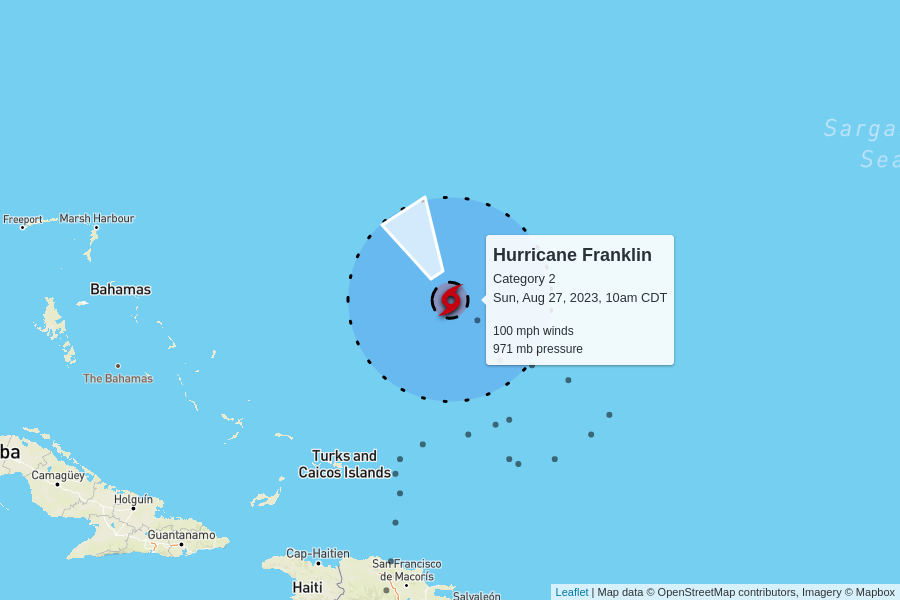 Sarga
Sea
Freeport
Marsh Harbour
Hurricane Franklin
Category 2
Sun, Aug 27, 2023, 10am CDT
100 mph winds
971 mb pressure
Bahamas
The Bahamas
ba
Turks and
Caicos Islands
Camagüey
Holguín
Guantanamo
Cap-Haitien
San Francisco
de Macorís
Haiti
Salvaleón
Leaflet | Map data © OpenStreetMap contributors, Imagery © Mapbox